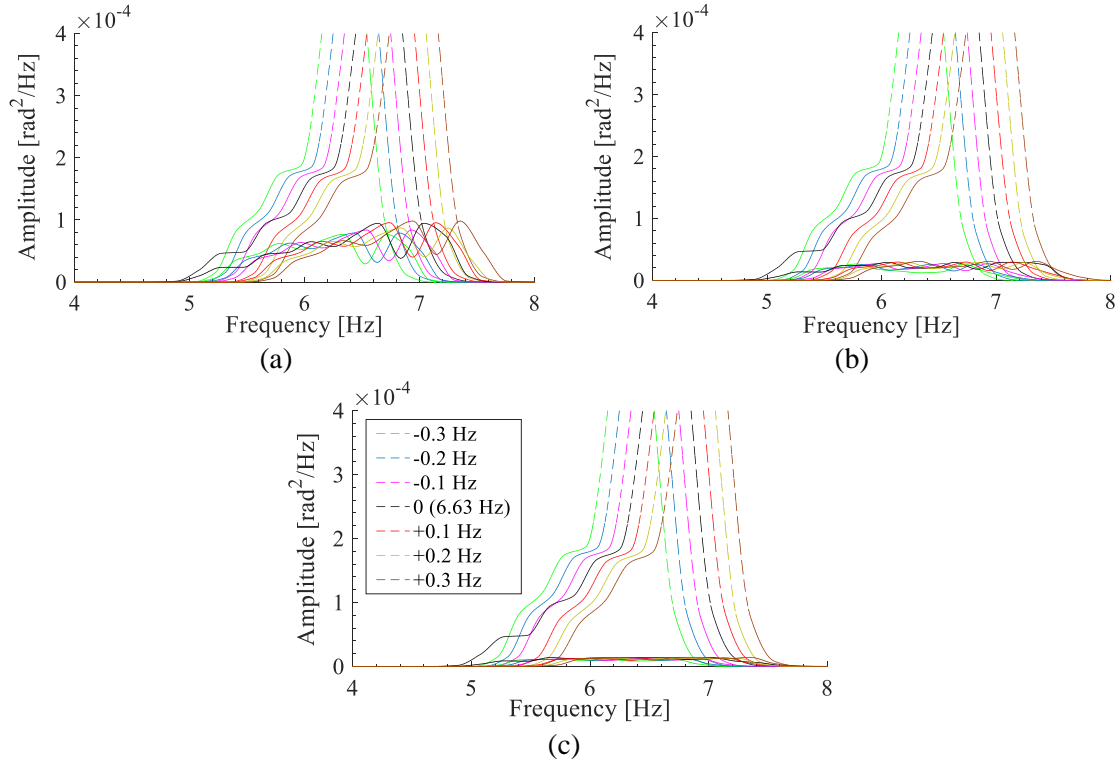 ×10⁻⁴
4
3
2
1
0
Amplitude [rad²/Hz]
4 5 6 7 8
Frequency [Hz]
(a)
×10⁻⁴
4
3
2
1
0
Amplitude [rad²/Hz]
4 5 6 7 8
Frequency [Hz]
(b)
×10⁻⁴
4
3
2
1
0
Amplitude [rad²/Hz]
-0.3 Hz
-0.2 Hz
-0.1 Hz
0 (6.63 Hz)
+0.1 Hz
+0.2 Hz
+0.3 Hz
4 5 6 7 8
Frequency [Hz]
(c)